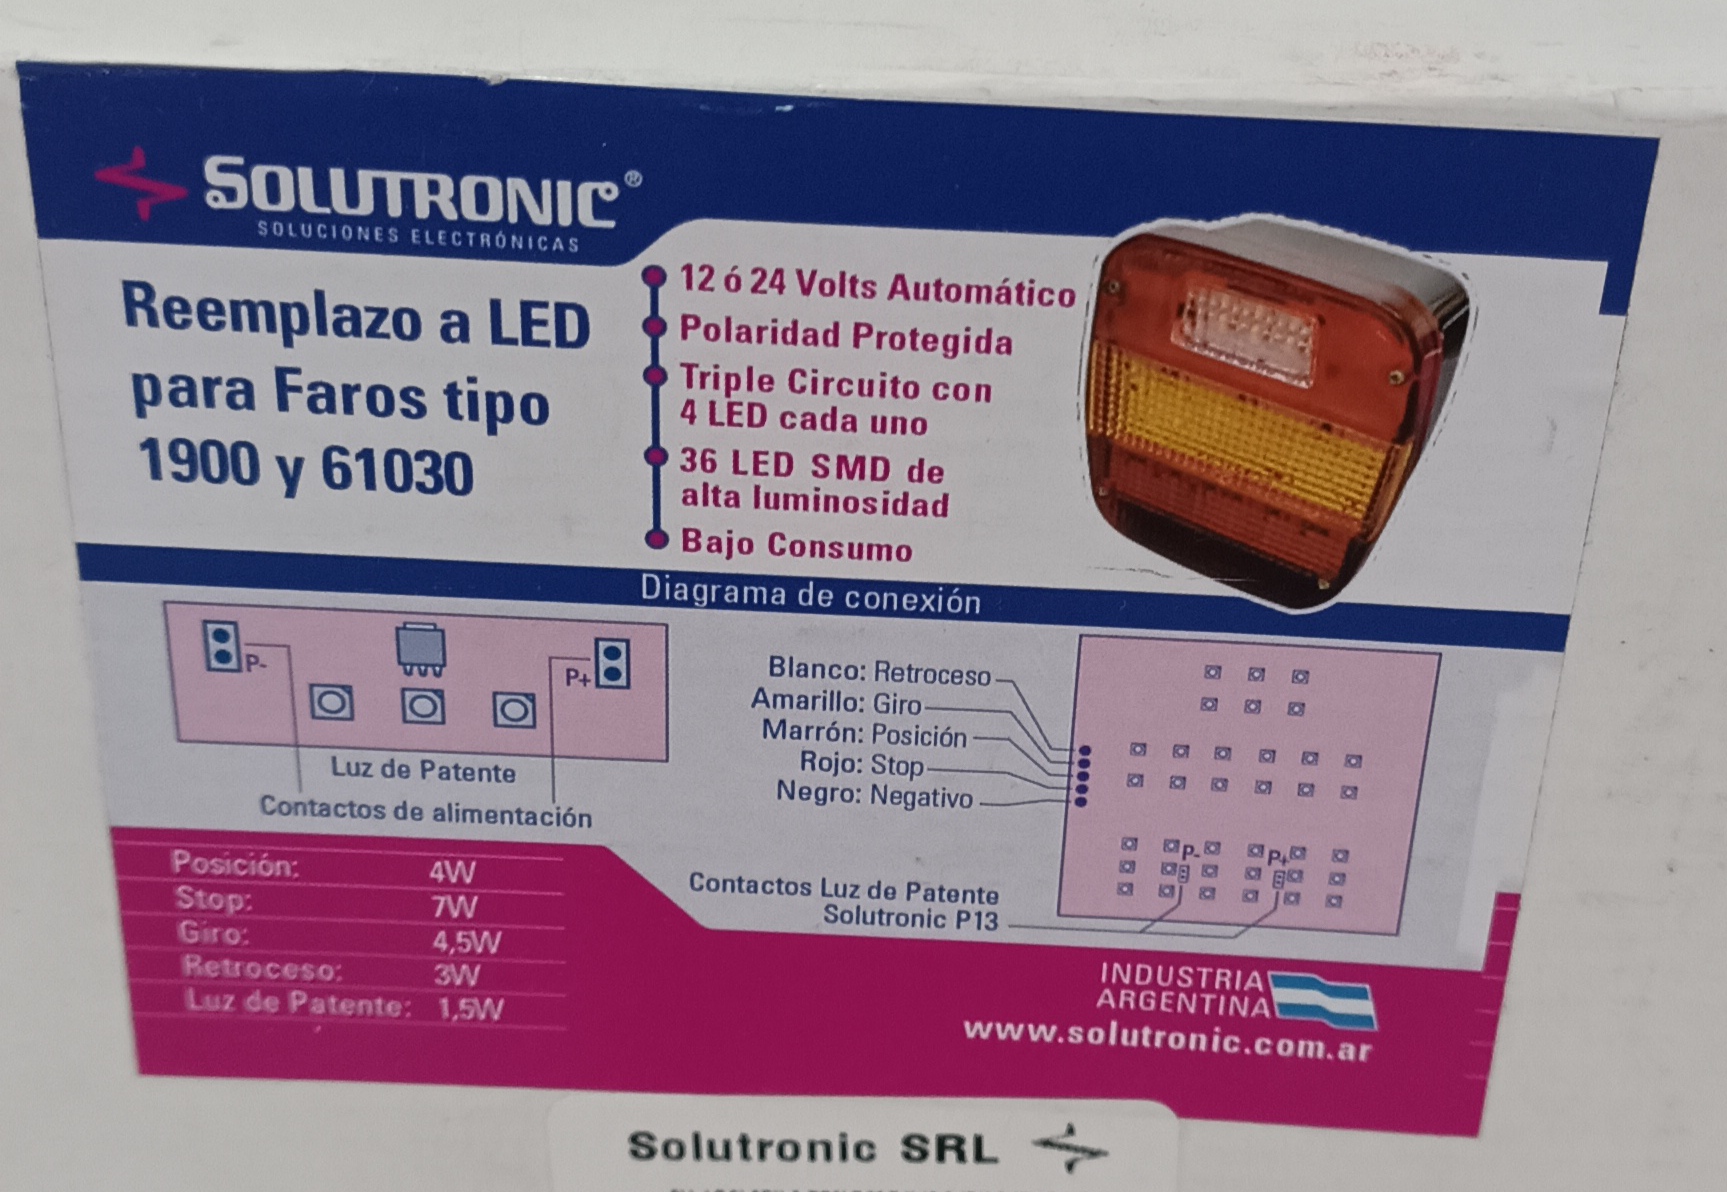 SOLUTRONIC®
SOLUCIONES ELECTRÓNICAS
Reemplazo a LED
para Faros tipo
1900 y 61030
12 ó 24 Volts Automático
Polaridad Protegida
Triple Circuito con
4 LED cada uno
36 LED SMD de
alta luminosidad
Bajo Consumo
Diagrama de conexión
P-
P+
Luz de Patente
Contactos de alimentación
Blanco: Retroceso
Amarillo: Giro
Marrón: Posición
Rojo: Stop
Negro: Negativo
P-
P+
Contactos Luz de Patente
Solutronic P13
Posición: 4W
Stop: 7W
Giro: 4,5W
Retroceso: 3W
Luz de Patente: 1,5W
INDUSTRIA
ARGENTINA
www.solutronic.com.ar
Solutronic SRL